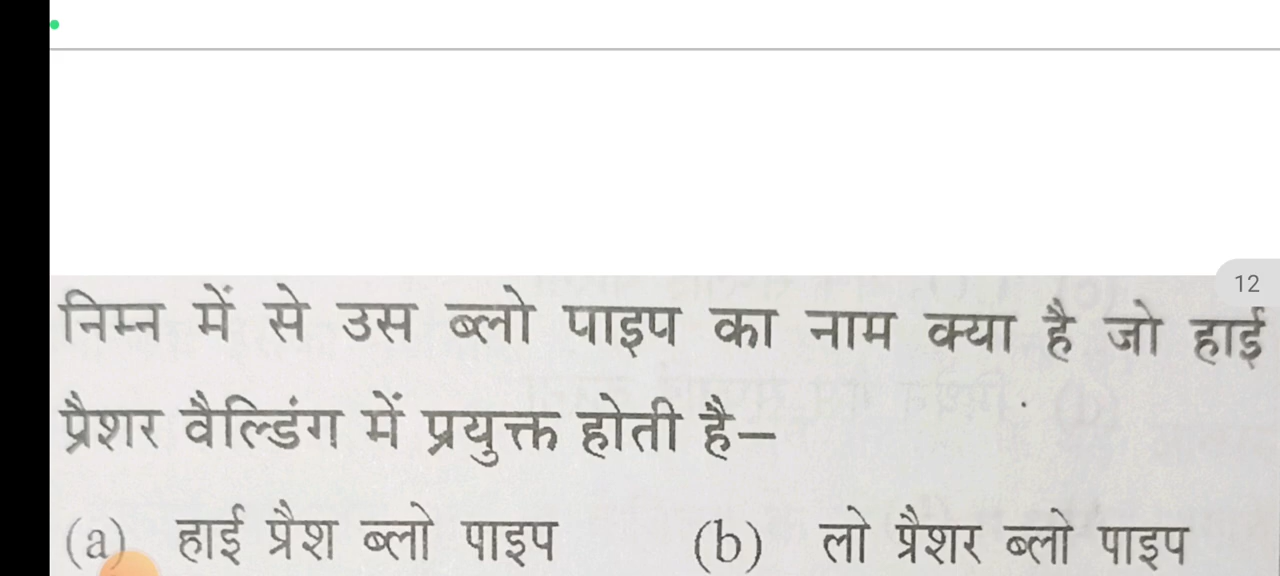 12
निम्न में से उस ब्लो पाइप का नाम क्या है जो हाई
प्रैशर वैल्डिंग में प्रयुक्त होती है–
(a) हाई प्रैश ब्लो पाइप (b) लो प्रैशर ब्लो पाइप